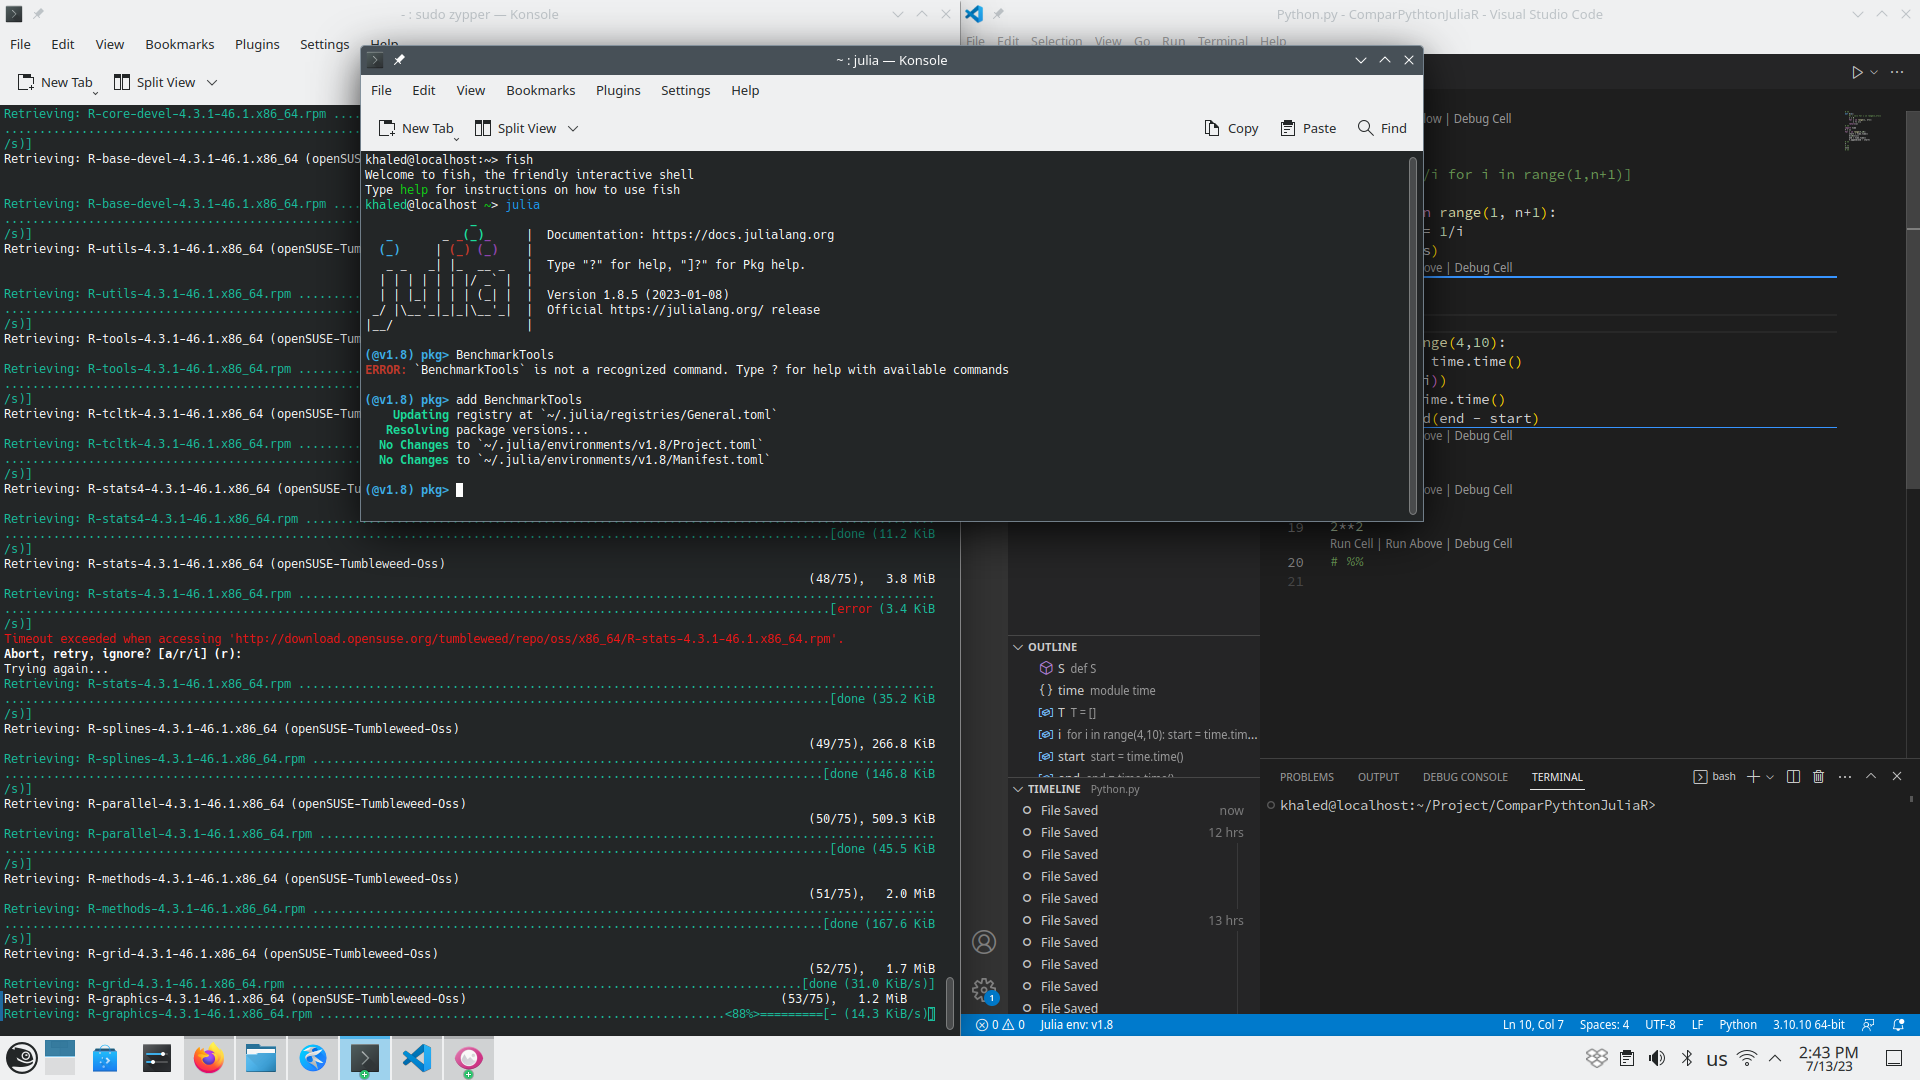 - : sudo zypper — Konsole
File Edit View Bookmarks Plugins Settings Help
New Tab Split View
Retrieving: R-core-devel-4.3.1-46.1.x86_64.rpm ....
/s)]
Retrieving: R-base-devel-4.3.1-46.1.x86_64 (openSUS
Retrieving: R-base-devel-4.3.1-46.1.x86_64.rpm ....
/s)]
Retrieving: R-utils-4.3.1-46.1.x86_64 (openSUSE-Tum
Retrieving: R-utils-4.3.1-46.1.x86_64.rpm .........
/s)]
Retrieving: R-tools-4.3.1-46.1.x86_64 (openSUSE-Tum
Retrieving: R-tools-4.3.1-46.1.x86_64.rpm .........
/s)]
Retrieving: R-tcltk-4.3.1-46.1.x86_64 (openSUSE-Tum
Retrieving: R-tcltk-4.3.1-46.1.x86_64.rpm .........
/s)]
Retrieving: R-stats4-4.3.1-46.1.x86_64 (openSUSE-Tu
Retrieving: R-stats4-4.3.1-46.1.x86_64.rpm ........
[done (11.2 KiB
/s)]
Retrieving: R-stats-4.3.1-46.1.x86_64 (openSUSE-Tumbleweed-Oss)
(48/75), 3.8 MiB
Retrieving: R-stats-4.3.1-46.1.x86_64.rpm ........
[error (3.4 KiB
/s)]
Timeout exceeded when accessing 'http://download.opensuse.org/tumbleweed/repo/oss/x86_64/R-stats-4.3.1-46.1.x86_64.rpm'.
Abort, retry, ignore? [a/r/i] (r):
Trying again...
Retrieving: R-stats-4.3.1-46.1.x86_64.rpm ........
[done (35.2 KiB
/s)]
Retrieving: R-splines-4.3.1-46.1.x86_64 (openSUSE-Tumbleweed-Oss)
(49/75), 266.8 KiB
Retrieving: R-splines-4.3.1-46.1.x86_64.rpm ........
[done (146.8 KiB
/s)]
Retrieving: R-parallel-4.3.1-46.1.x86_64 (openSUSE-Tumbleweed-Oss)
(50/75), 509.3 KiB
Retrieving: R-parallel-4.3.1-46.1.x86_64.rpm ........
[done (45.5 KiB
/s)]
Retrieving: R-methods-4.3.1-46.1.x86_64 (openSUSE-Tumbleweed-Oss)
(51/75), 2.0 MiB
Retrieving: R-methods-4.3.1-46.1.x86_64.rpm ........
[done (167.6 KiB
/s)]
Retrieving: R-grid-4.3.1-46.1.x86_64 (openSUSE-Tumbleweed-Oss)
(52/75), 1.7 MiB
Retrieving: R-grid-4.3.1-46.1.x86_64.rpm ........[done (31.0 KiB/s)]
Retrieving: R-graphics-4.3.1-46.1.x86_64 (openSUSE-Tumbleweed-Oss) (53/75), 1.2 MiB
Retrieving: R-graphics-4.3.1-46.1.x86_64.rpm ........<88%>=========[- (14.3 KiB/s)]
~ : julia — Konsole
File Edit View Bookmarks Plugins Settings Help
New Tab Split View Copy Paste Find
khaled@localhost:~> fish
Welcome to fish, the friendly interactive shell
Type help for instructions on how to use fish
khaled@localhost ~> julia
Documentation: https://docs.julialang.org
Type "?" for help, "]?" for Pkg help.
Version 1.8.5 (2023-01-08)
Official https://julialang.org/ release
(@v1.8) pkg> BenchmarkTools
ERROR: `BenchmarkTools` is not a recognized command. Type ? for help with available commands
(@v1.8) pkg> add BenchmarkTools
Updating registry at `~/.julia/registries/General.toml`
Resolving package versions...
No Changes to `~/.julia/environments/v1.8/Project.toml`
No Changes to `~/.julia/environments/v1.8/Manifest.toml`
(@v1.8) pkg>
Python.py - ComparPythtonJuliaR - Visual Studio Code
File Edit Selection View Go Run Terminal Help
low | Debug Cell
/i for i in range(1,n+1)]
n range(1, n+1):
= 1/i
s)
ove | Debug Cell
nge(4,10):
time.time()
i))
ime.time()
d(end - start)
ove | Debug Cell
ove | Debug Cell
19 2**2
Run Cell | Run Above | Debug Cell
20 # %%
21
OUTLINE
S def S
{} time module time
T T = []
i for i in range(4,10): start = time.tim...
start start = time.time()
end end = time.time()
TIMELINE Python.py
File Saved now
File Saved 12 hrs
File Saved
File Saved
File Saved
File Saved 13 hrs
File Saved
File Saved
File Saved
File Saved
PROBLEMS OUTPUT DEBUG CONSOLE TERMINAL bash
khaled@localhost:~/Project/ComparPythtonJuliaR>
1
0 0 Julia env: v1.8 Ln 10, Col 7 Spaces: 4 UTF-8 LF Python 3.10.10 64-bit
us 2:43 PM
7/13/23